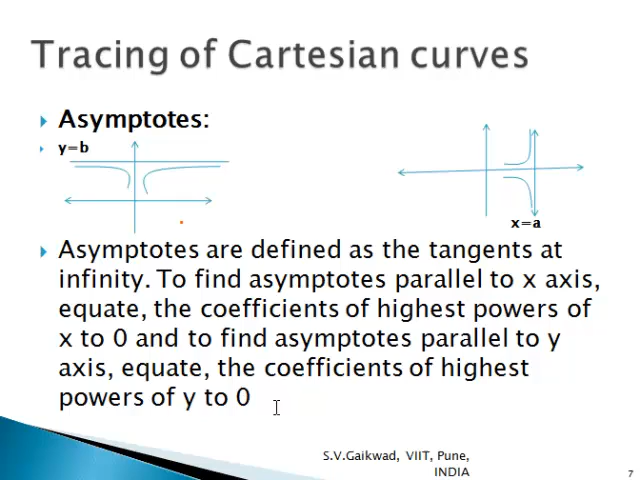 Tracing of Cartesian curves
Asymptotes:
y=b
x=a
Asymptotes are defined as the tangents at
infinity. To find asymptotes parallel to x axis,
equate, the coefficients of highest powers of
x to 0 and to find asymptotes parallel to y
axis, equate, the coefficients of highest
powers of y to 0
S.V.Gaikwad, VIIT, Pune,
INDIA
7